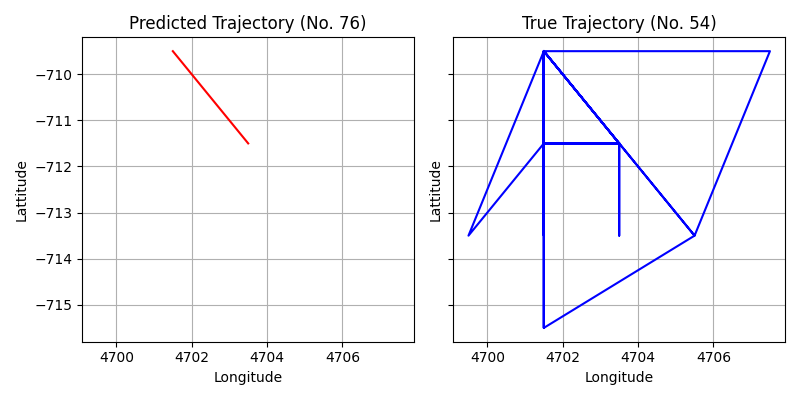 Predicted Trajectory (No. 76)
True Trajectory (No. 54)
−710
−711
−712
−713
−714
−715
Lattitude
Lattitude
4700 4702 4704 4706
4700 4702 4704 4706
Longitude
Longitude